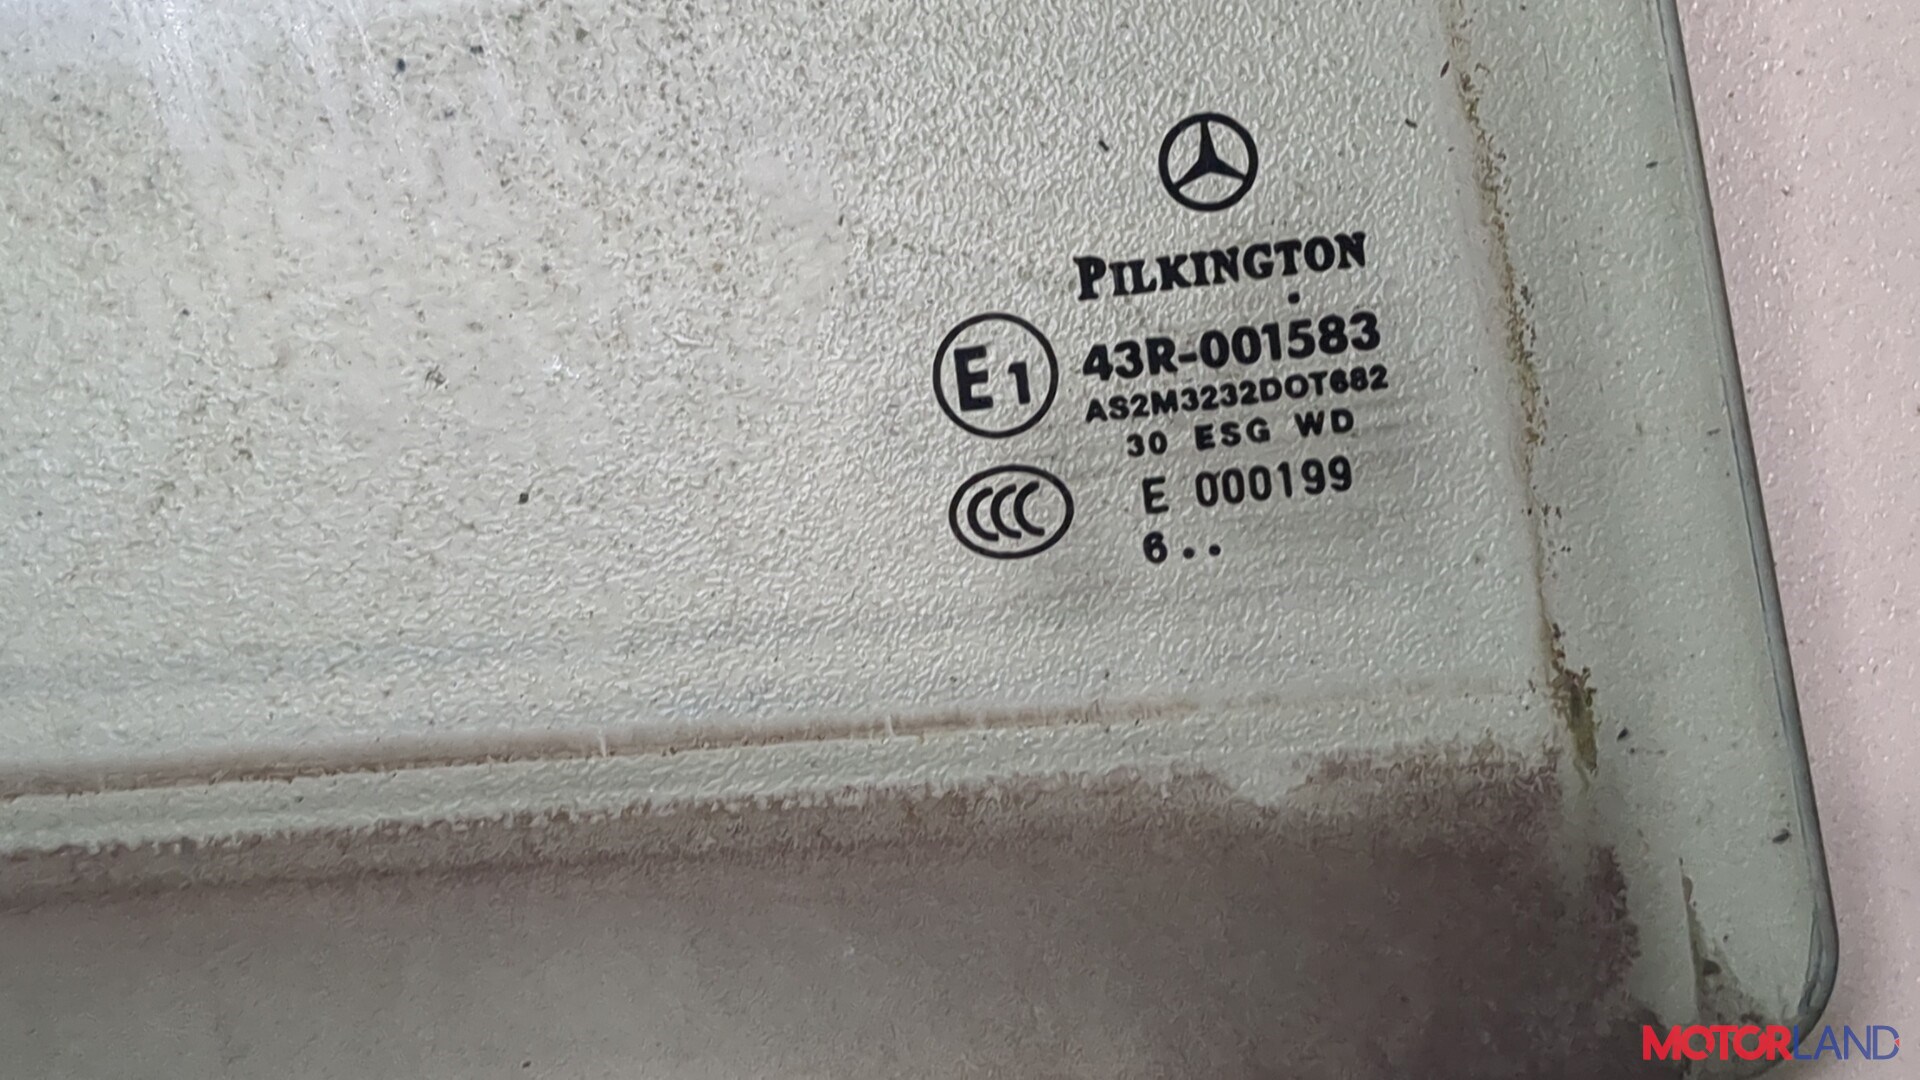 PILKINGTON
E1 43R-001583
AS2M3232DOT682
30 ESG WD
CCC E 000199
6 . .
MOTORLAND